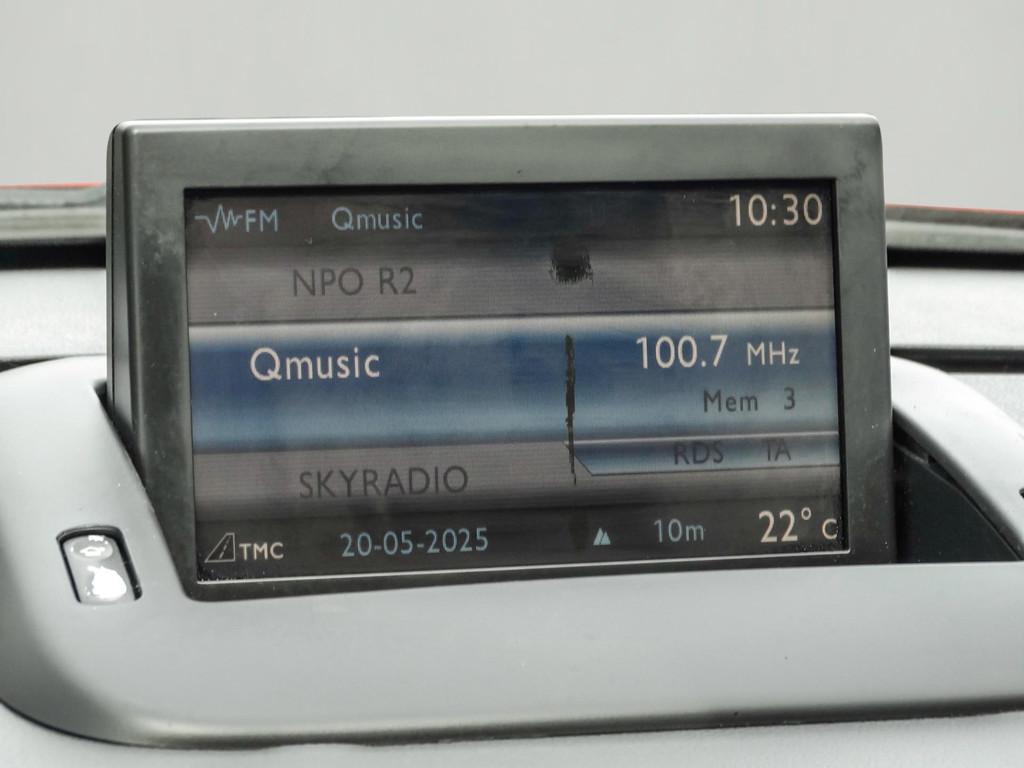 FM Qmusic 10:30
NPO R2
Qmusic 100.7 MHz
Mem 3
RDS TA
SKYRADIO
TMC 20-05-2025 10m 22° C